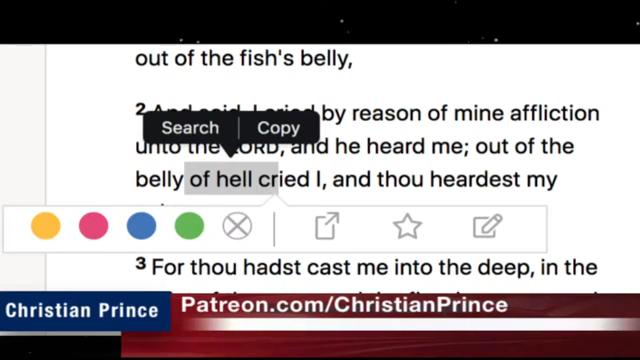 out of the fish's belly,
2 And said, I cried by reason of mine affliction
Search Copy
unto the LORD, and he heard me; out of the
belly of hell cried I, and thou heardest my
3 For thou hadst cast me into the deep, in the
Christian Prince
Patreon.com/ChristianPrince